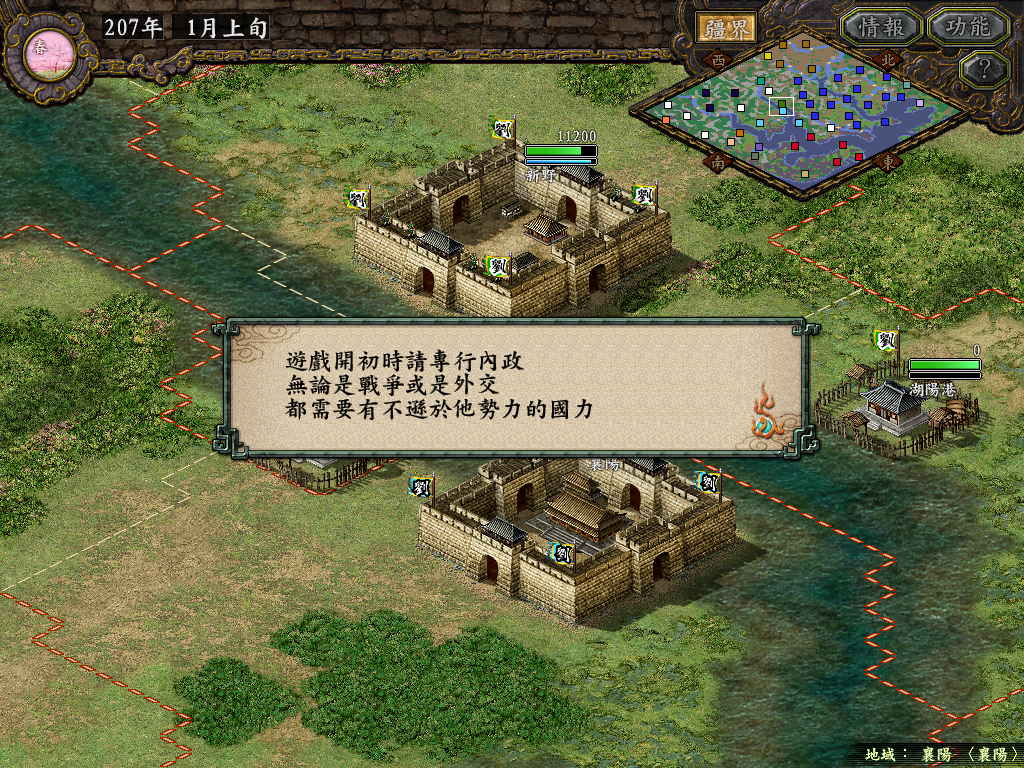 春
207年 1月上旬
疆界
情報
功能
?
西
北
南
東
劉
11200
新野
劉
劉
劉
遊戲開初時請專行內政
無論是戰爭或是外交
都需要有不遜於他勢力的國力
劉
0
湖陽港
襄陽
劉
劉
劉
地域： 襄陽 〈襄陽〉